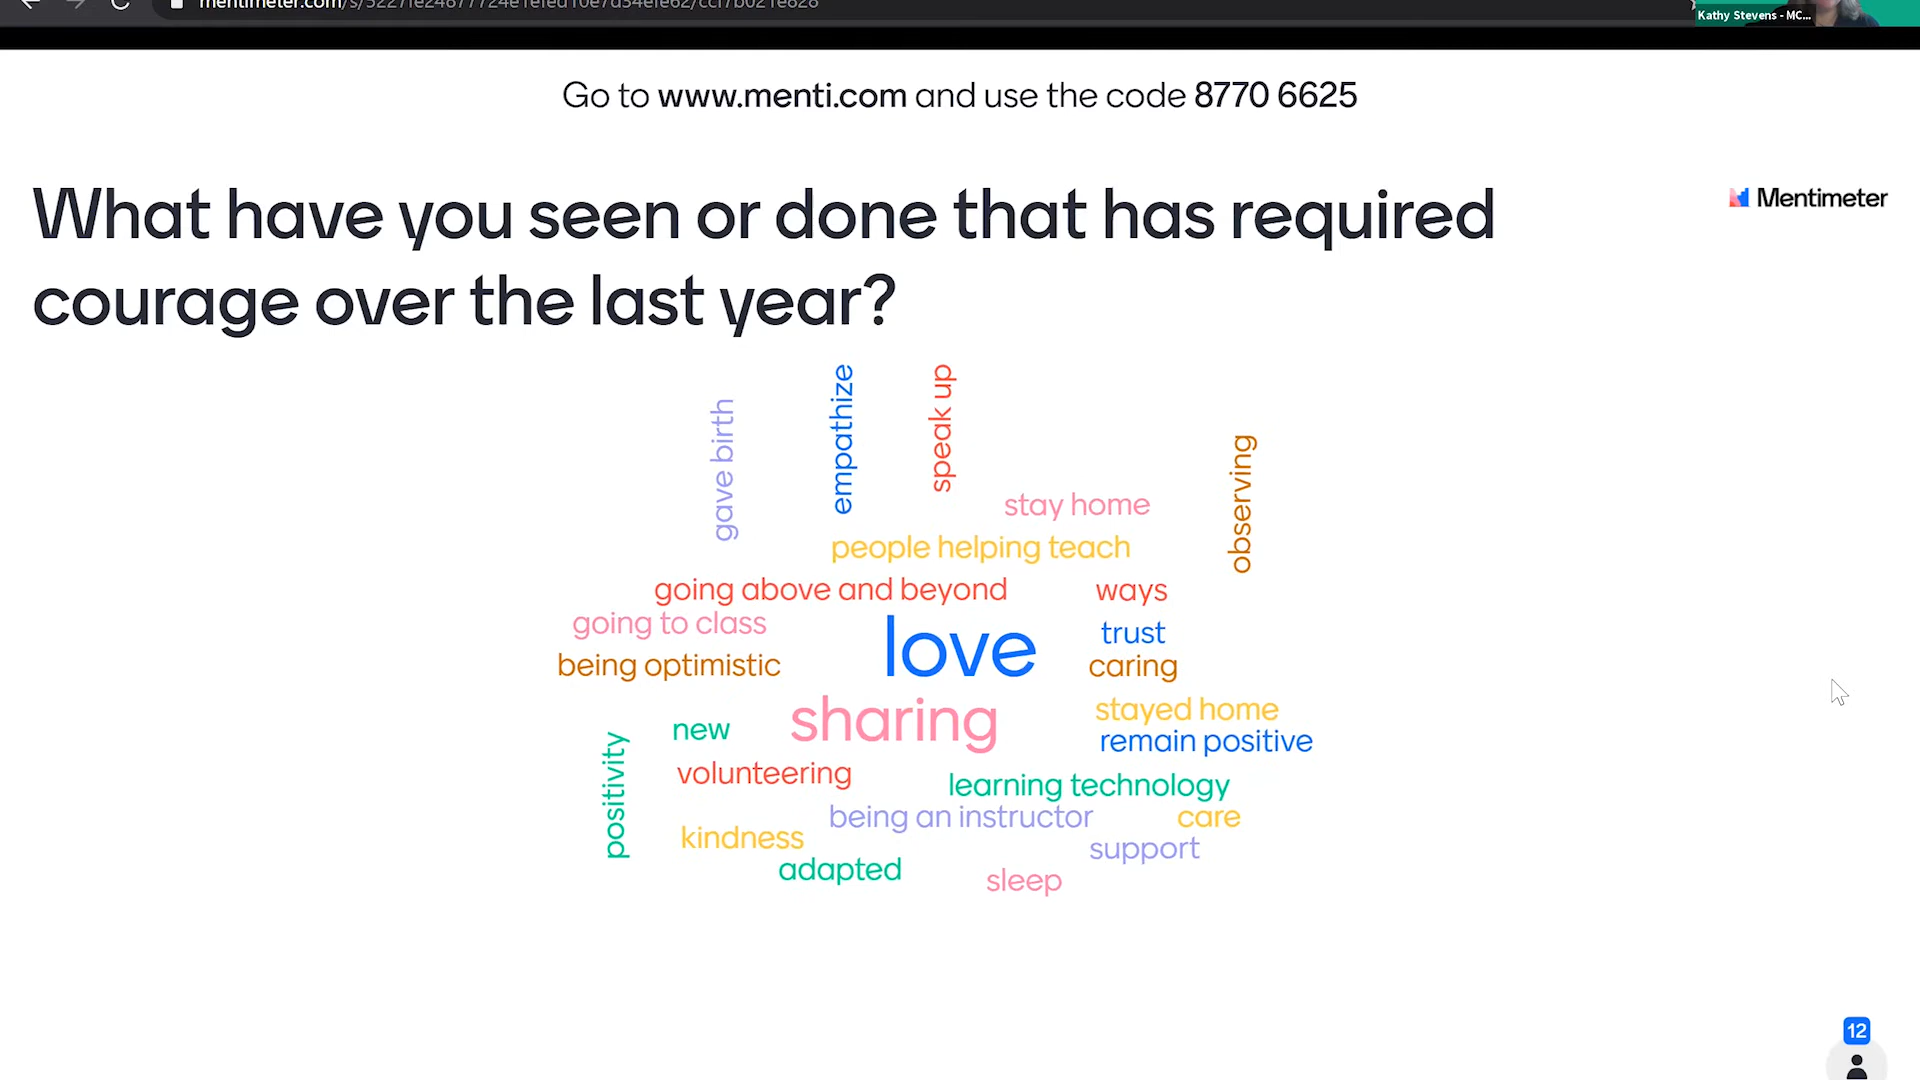 Kathy Stevens - MC...
Go to www.menti.com and use the code 8770 6625
What have you seen or done that has required
courage over the last year?
Mentimeter
gave birth
empathize
speak up
observing
stay home
people helping teach
going above and beyond
ways
going to class
love
trust
being optimistic
caring
sharing
stayed home
new
remain positive
positivity
volunteering
learning technology
being an instructor
care
kindness
support
adapted
sleep
12